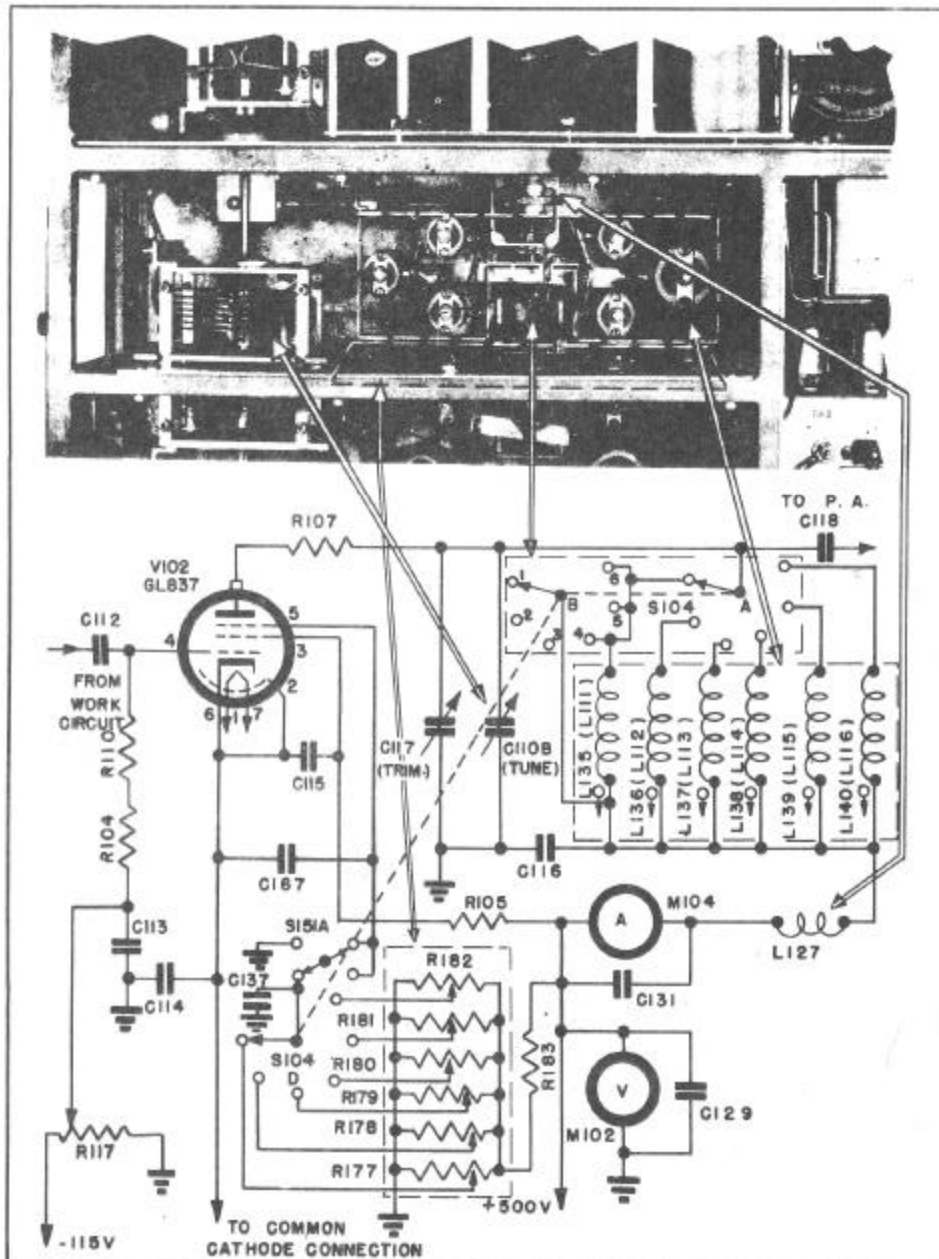 TO P. A.
C118
R107
V102
GL837
C112
4
5
3
2
6
1
7
FROM
WORK
CIRCUIT
R110
R104
C115
C117
(TRIM.)
C110B
(TUNE)
1
2
3
4
5
6
B
A
S104
L135 (L111)
L136(L112)
L137(L113)
L138(L114)
L139(L115)
L140(L116)
C116
C167
R105
A
M104
L127
C113
C114
S151A
C137
R182
C131
R181
R180
R179
R178
R177
R183
S104
D
V
M102
C129
R117
+500V
-115V
TO COMMON
CATHODE CONNECTION